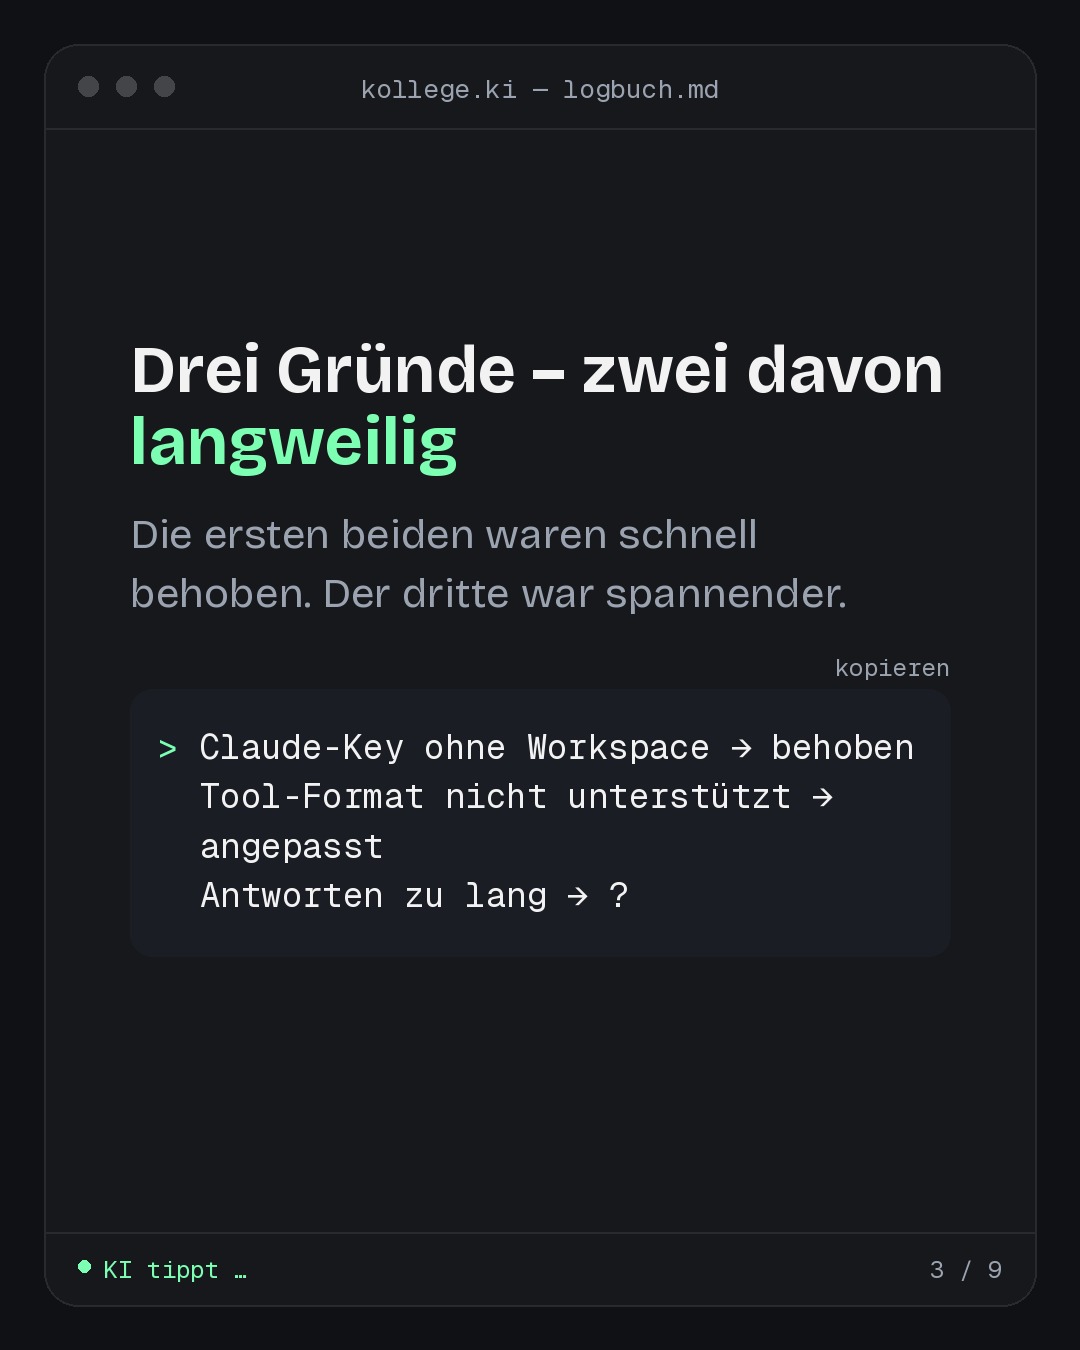 kollege.ki — logbuch.md
Drei Gründe – zwei davon
langweilig
Die ersten beiden waren schnell
behoben. Der dritte war spannender.
kopieren
> Claude-Key ohne Workspace → behoben
Tool-Format nicht unterstützt →
angepasst
Antworten zu lang → ?
KI tippt …
3 / 9